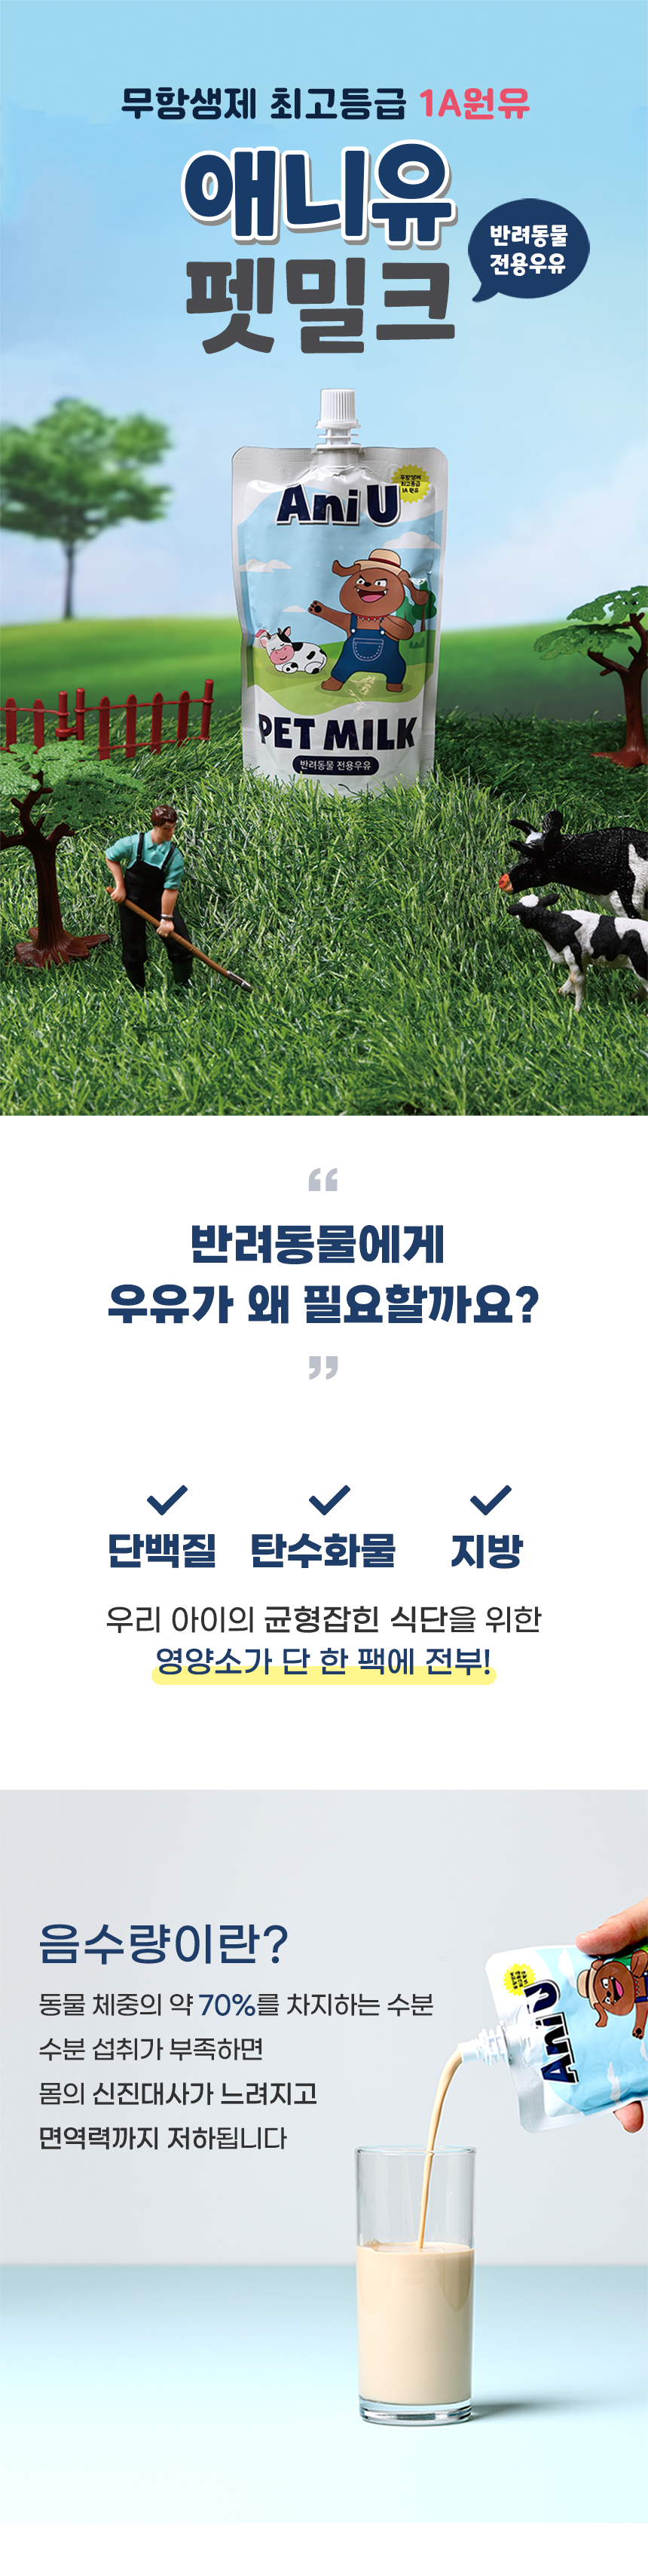 무항생제 최고등급 1A원유
애니유
펫밀크
반려동물
전용우유
무항생제
최고등급
1A 원유
Ani U
PET MILK
반려동물 전용우유
“
반려동물에게
우유가 왜 필요할까요?
”
단백질 탄수화물 지방
우리 아이의 균형잡힌 식단을 위한
영양소가 단 한 팩에 전부!
음수량이란?
동물 체중의 약 70%를 차지하는 수분
수분 섭취가 부족하면
몸의 신진대사가 느려지고
면역력까지 저하됩니다
Ani U